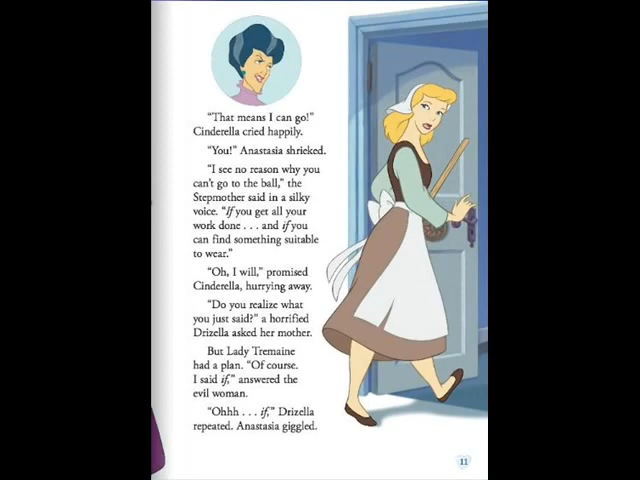 “That means I can go!”
Cinderella cried happily.
“You!” Anastasia shrieked.
“I see no reason why you
can’t go to the ball,” the
Stepmother said in a silky
voice. “If you get all your
work done . . . and if you
can find something suitable
to wear.”
“Oh, I will,” promised
Cinderella, hurrying away.
“Do you realize what
you just said?” a horrified
Drizella asked her mother.
But Lady Tremaine
had a plan. “Of course.
I said if,” answered the
evil woman.
“Ohhh . . . if,” Drizella
repeated. Anastasia giggled.
11